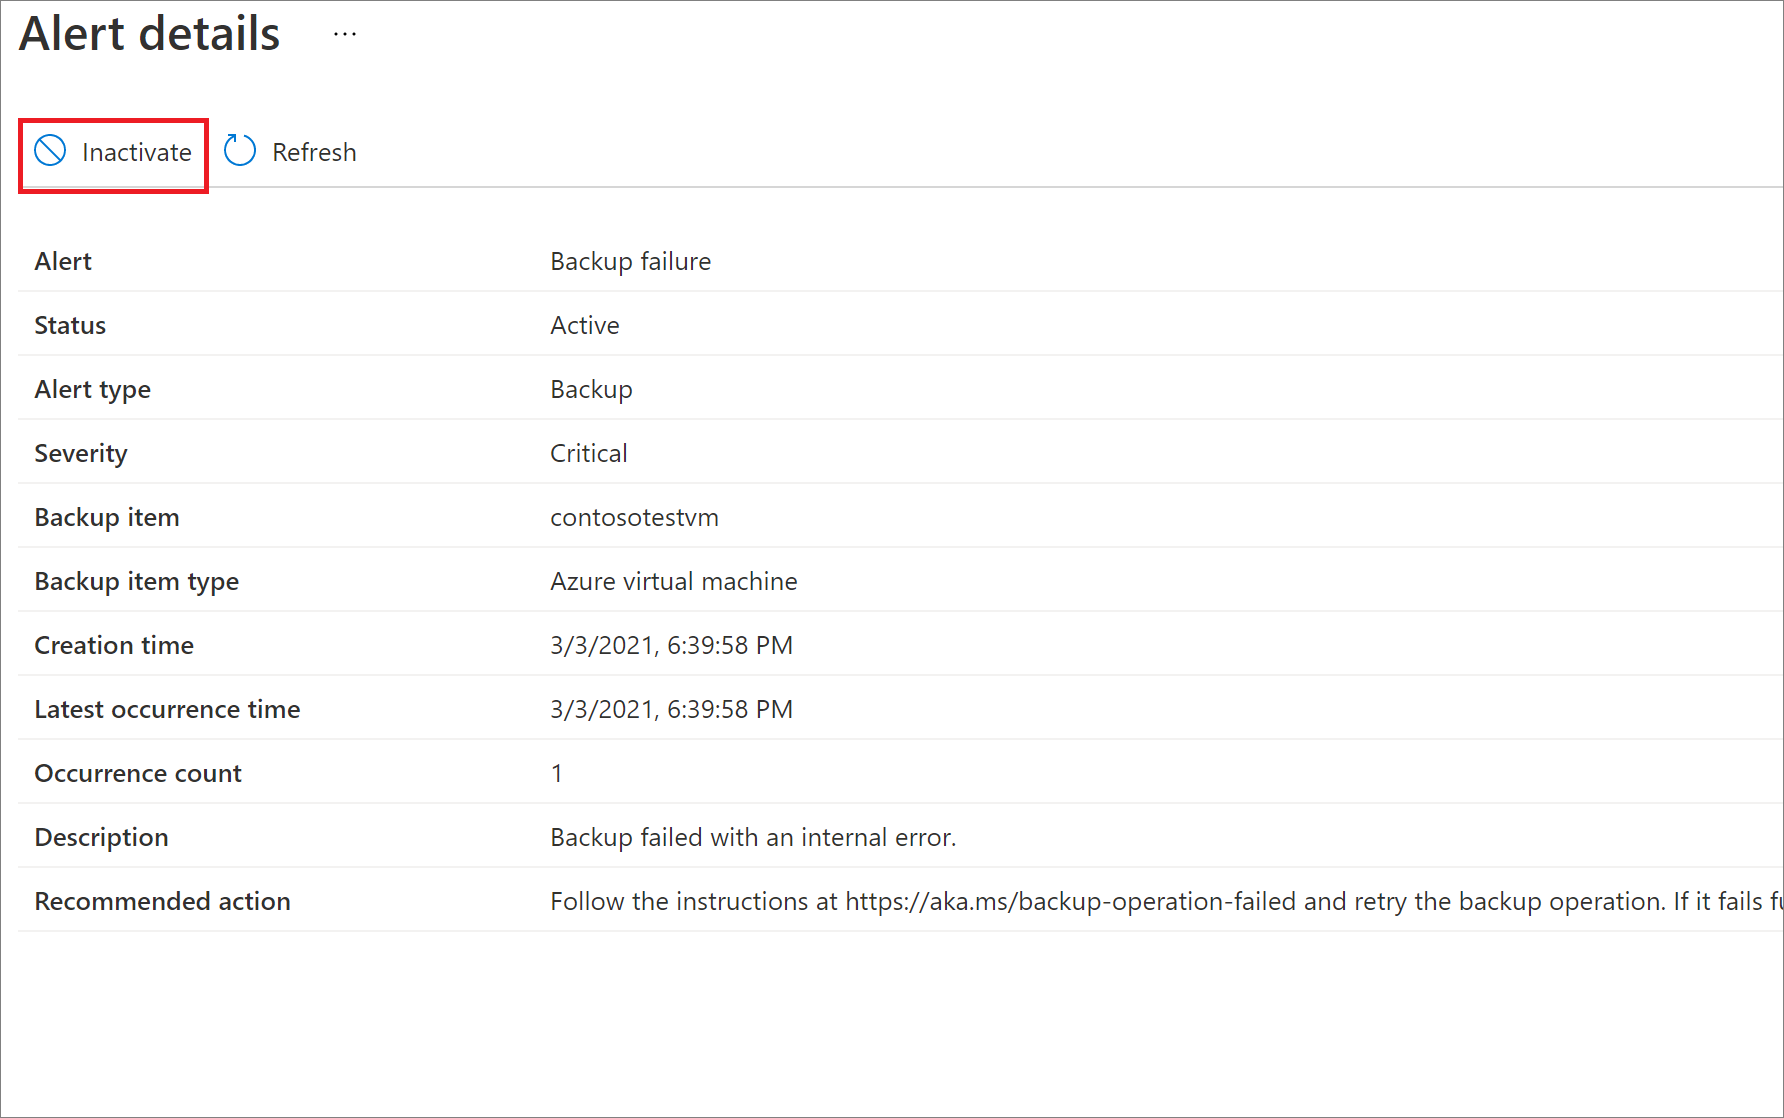 Alert details ...
Inactivate Refresh
Alert Backup failure
Status Active
Alert type Backup
Severity Critical
Backup item contosotestvm
Backup item type Azure virtual machine
Creation time 3/3/2021, 6:39:58 PM
Latest occurrence time 3/3/2021, 6:39:58 PM
Occurrence count 1
Description Backup failed with an internal error.
Recommended action Follow the instructions at https://aka.ms/backup-operation-failed and retry the backup operation. If it fails